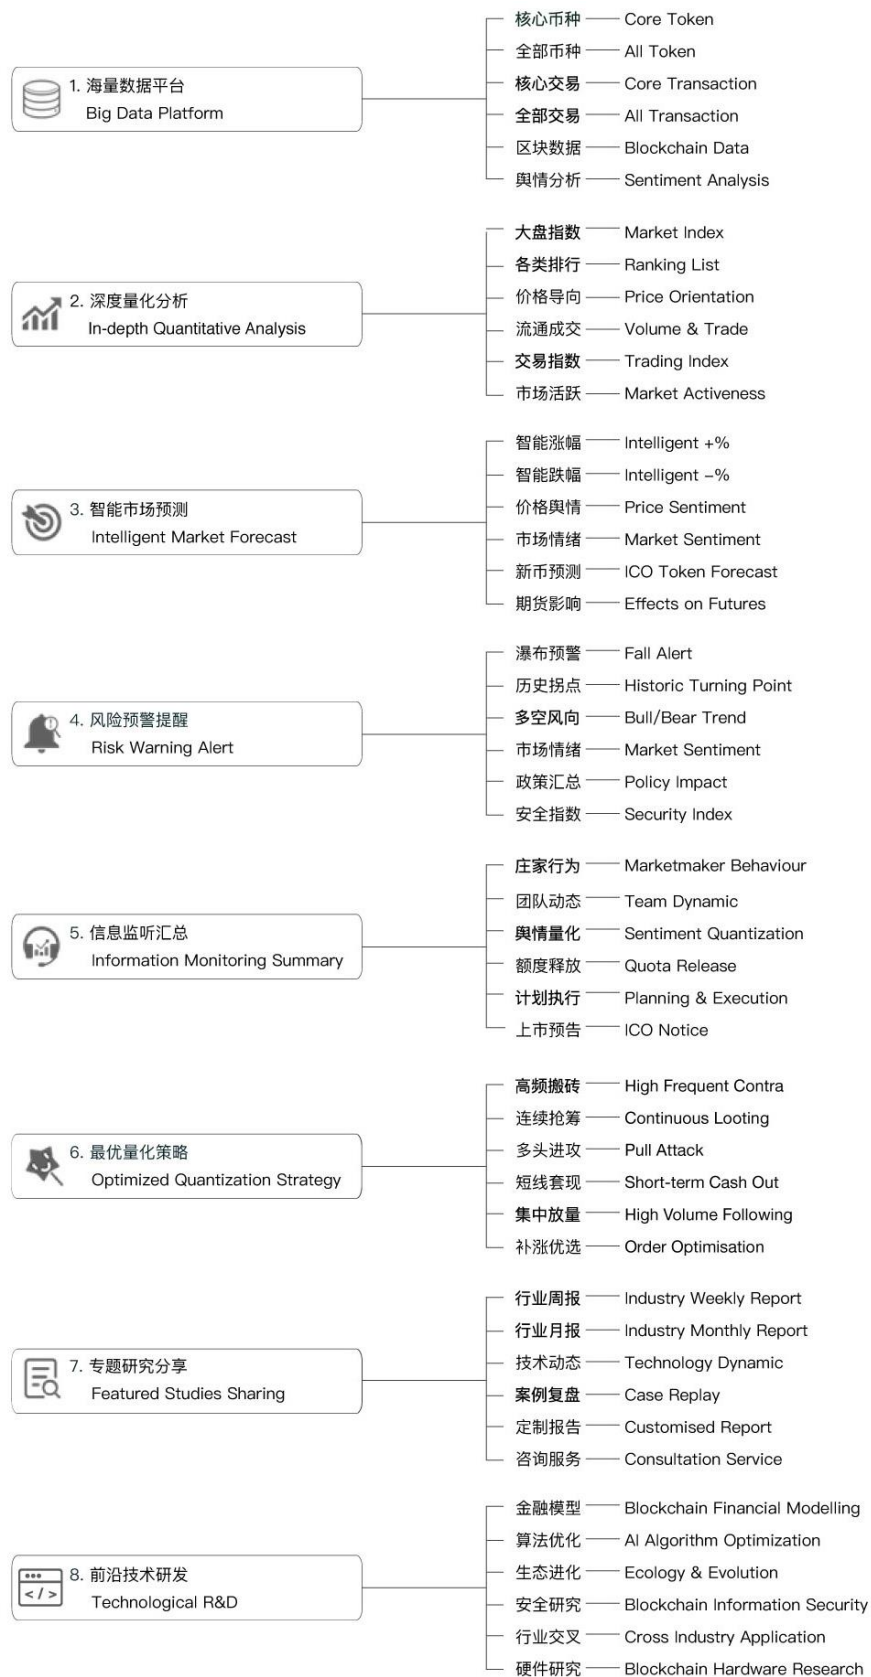 1. 海量数据平台
Big Data Platform
核心币种 Core Token
全部币种 All Token
核心交易 Core Transaction
全部交易 All Transaction
区块数据 Blockchain Data
舆情分析 Sentiment Analysis
2. 深度量化分析
In-depth Quantitative Analysis
大盘指数 Market Index
各类排行 Ranking List
价格导向 Price Orientation
流通成交 Volume & Trade
交易指数 Trading Index
市场活跃 Market Activeness
3. 智能市场预测
Intelligent Market Forecast
智能涨幅 Intelligent +%
智能跌幅 Intelligent -%
价格舆情 Price Sentiment
市场情绪 Market Sentiment
新币预测 ICO Token Forecast
期货影响 Effects on Futures
4. 风险预警提醒
Risk Warning Alert
瀑布预警 Fall Alert
历史拐点 Historic Turning Point
多空风向 Bull/Bear Trend
市场情绪 Market Sentiment
政策汇总 Policy Impact
安全指数 Security Index
5. 信息监听汇总
Information Monitoring Summary
庄家行为 Marketmaker Behaviour
团队动态 Team Dynamic
舆情量化 Sentiment Quantization
额度释放 Quota Release
计划执行 Planning & Execution
上市预告 ICO Notice
6. 最优量化策略
Optimized Quantization Strategy
高频搬砖 High Frequent Contra
连续抢筹 Continuous Looting
多头进攻 Pull Attack
短线套现 Short-term Cash Out
集中放量 High Volume Following
补涨优选 Order Optimisation
7. 专题研究分享
Featured Studies Sharing
行业周报 Industry Weekly Report
行业月报 Industry Monthly Report
技术动态 Technology Dynamic
案例复盘 Case Replay
定制报告 Customised Report
咨询服务 Consultation Service
8. 前沿技术研发
Technological R&D
金融模型 Blockchain Financial Modelling
算法优化 AI Algorithm Optimization
生态进化 Ecology & Evolution
安全研究 Blockchain Information Security
行业交叉 Cross Industry Application
硬件研究 Blockchain Hardware Research